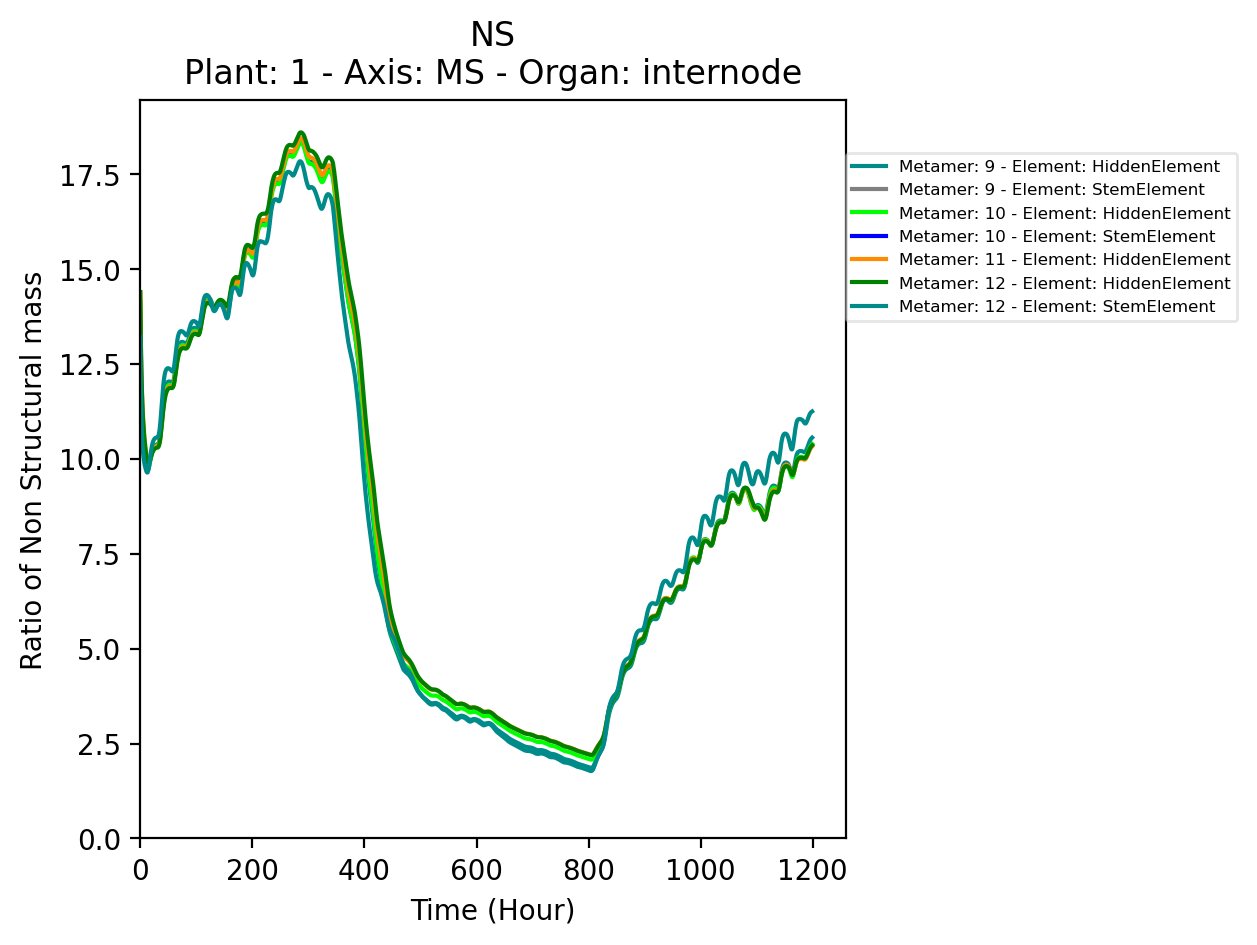 NS
Plant: 1 - Axis: MS - Organ: internode
Ratio of Non Structural mass
17.5
15.0
12.5
10.0
7.5
5.0
2.5
0.0
0 200 400 600 800 1000 1200
Time (Hour)
Metamer: 9 - Element: HiddenElement
Metamer: 9 - Element: StemElement
Metamer: 10 - Element: HiddenElement
Metamer: 10 - Element: StemElement
Metamer: 11 - Element: HiddenElement
Metamer: 12 - Element: HiddenElement
Metamer: 12 - Element: StemElement